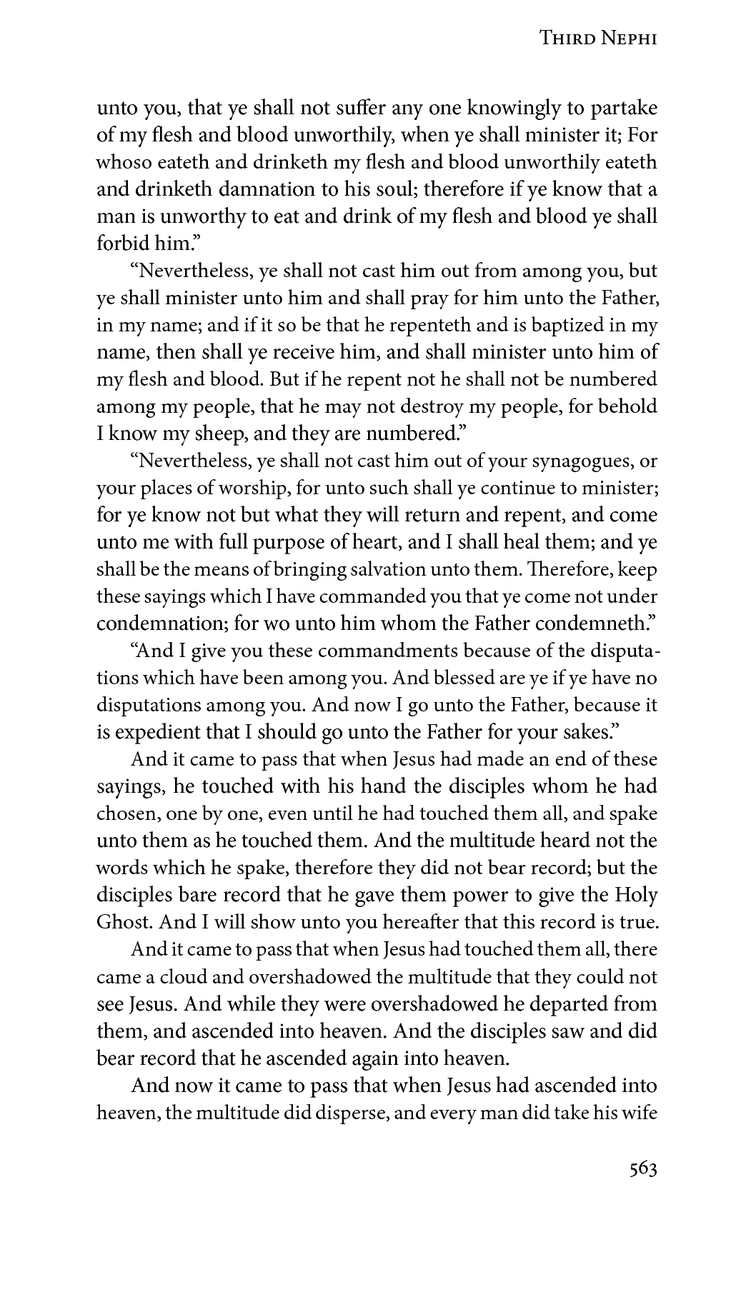 Third Nephi
unto you, that ye shall not suffer any one knowingly to partake
of my flesh and blood unworthily, when ye shall minister it; For
whoso eateth and drinketh my flesh and blood unworthily eateth
and drinketh damnation to his soul; therefore if ye know that a
man is unworthy to eat and drink of my flesh and blood ye shall
forbid him.”
“Nevertheless, ye shall not cast him out from among you, but
ye shall minister unto him and shall pray for him unto the Father,
in my name; and if it so be that he repenteth and is baptized in my
name, then shall ye receive him, and shall minister unto him of
my flesh and blood. But if he repent not he shall not be numbered
among my people, that he may not destroy my people, for behold
I know my sheep, and they are numbered.”
“Nevertheless, ye shall not cast him out of your synagogues, or
your places of worship, for unto such shall ye continue to minister;
for ye know not but what they will return and repent, and come
unto me with full purpose of heart, and I shall heal them; and ye
shall be the means of bringing salvation unto them. Therefore, keep
these sayings which I have commanded you that ye come not under
condemnation; for wo unto him whom the Father condemneth.”
“And I give you these commandments because of the disputa-
tions which have been among you. And blessed are ye if ye have no
disputations among you. And now I go unto the Father, because it
is expedient that I should go unto the Father for your sakes.”
And it came to pass that when Jesus had made an end of these
sayings, he touched with his hand the disciples whom he had
chosen, one by one, even until he had touched them all, and spake
unto them as he touched them. And the multitude heard not the
words which he spake, therefore they did not bear record; but the
disciples bare record that he gave them power to give the Holy
Ghost. And I will show unto you hereafter that this record is true.
And it came to pass that when Jesus had touched them all, there
came a cloud and overshadowed the multitude that they could not
see Jesus. And while they were overshadowed he departed from
them, and ascended into heaven. And the disciples saw and did
bear record that he ascended again into heaven.
And now it came to pass that when Jesus had ascended into
heaven, the multitude did disperse, and every man did take his wife
563